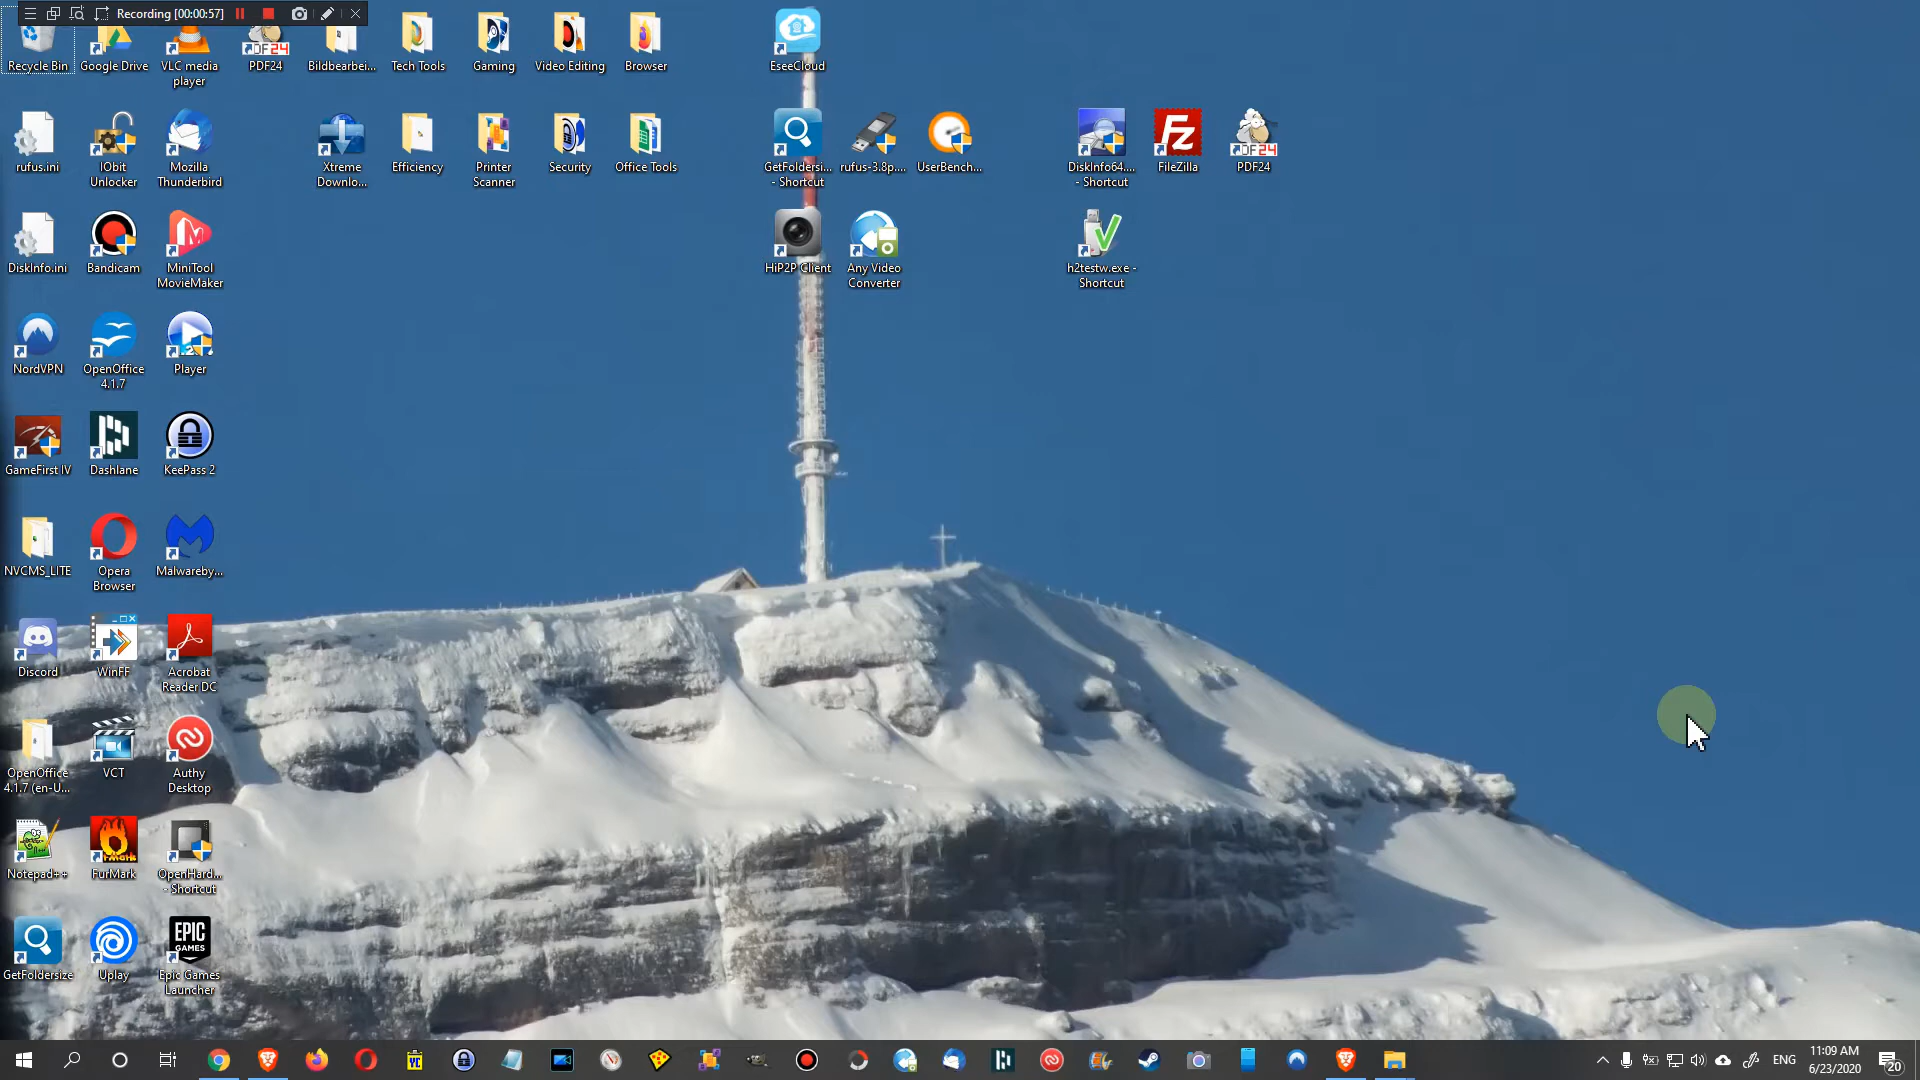 Recording [00:00:57]
Recycle Bin
Google Drive
VLC media
player
PDF24
Bildbearbei...
Tech Tools
Gaming
Video Editing
Browser
EseeCloud
rufus.ini
IObit
Unlocker
Mozilla
Thunderbird
Xtreme
Downlo...
Efficiency
Printer
Scanner
Security
Office Tools
GetFoldersi...
- Shortcut
rufus-3.8p....
UserBench...
DiskInfo64....
- Shortcut
FileZilla
PDF24
DiskInfo.ini
Bandicam
MiniTool
MovieMaker
HiP2P Client
Any Video
Converter
h2testw.exe -
Shortcut
NordVPN
OpenOffice
4.1.7
Player
GameFirst IV
Dashlane
KeePass 2
NVCMS_LITE
Opera
Browser
Malwareby...
Discord
WinFF
Acrobat
Reader DC
OpenOffice
4.1.7 (en-U...
VCT
Authy
Desktop
Notepad++
FurMark
OpenHard...
- Shortcut
GetFoldersize
Uplay
EPIC
GAMES
Epic Games
Launcher
ENG
11:09 AM
6/23/2020
20